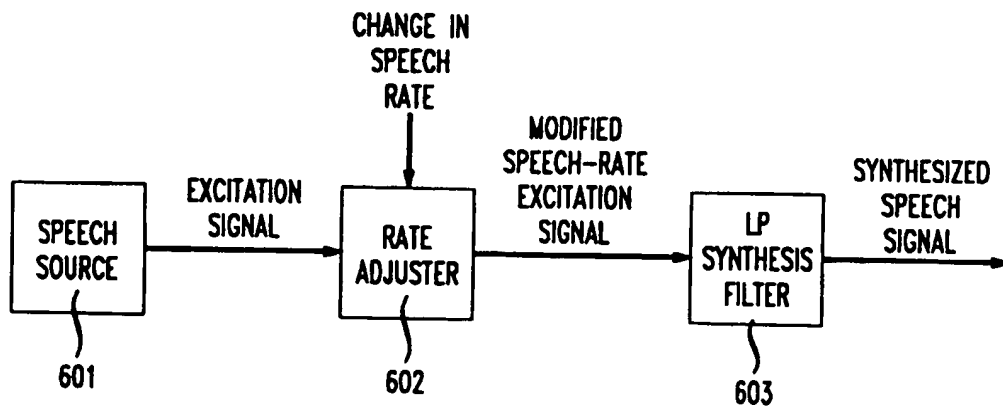 CHANGE IN
SPEECH
RATE
SPEECH
SOURCE
EXCITATION
SIGNAL
RATE
ADJUSTER
MODIFIED
SPEECH-RATE
EXCITATION
SIGNAL
LP
SYNTHESIS
FILTER
SYNTHESIZED
SPEECH
SIGNAL
601
602
603